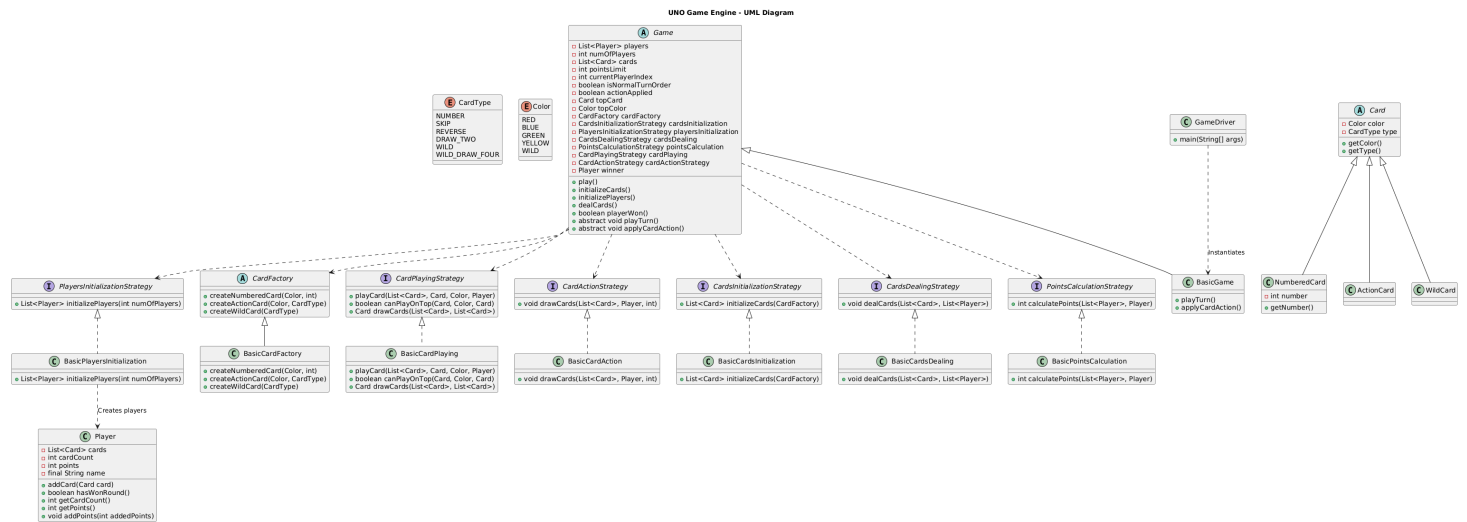 UNO Game Engine - UML Diagram
A Game
List<Player> players
int numOfPlayers
List<Card> cards
int pointsLimit
int currentPlayerIndex
boolean isNormalTurnOrder
boolean actionApplied
Card topCard
Color topColor
CardFactory cardFactory
CardsInitializationStrategy cardsInitialization
PlayersInitializationStrategy playersInitialization
CardsDealingStrategy cardsDealing
PointsCalculationStrategy pointsCalculation
CardPlayingStrategy cardPlaying
CardActionStrategy cardActionStrategy
Player winner
play()
initializeCards()
initializePlayers()
dealCards()
boolean playerWon()
abstract void playTurn()
abstract void applyCardAction()
E CardType
NUMBER
SKIP
REVERSE
DRAW_TWO
WILD
WILD_DRAW_FOUR
E Color
RED
BLUE
GREEN
YELLOW
WILD
C GameDriver
main(String[] args)
A Card
Color color
CardType type
getColor()
getType()
instantiates
I PlayersInitializationStrategy
List<Player> initializePlayers(int numOfPlayers)
A CardFactory
createNumberedCard(Color, int)
createActionCard(Color, CardType)
createWildCard(CardType)
I CardPlayingStrategy
playCard(List<Card>, Card, Color, Player)
boolean canPlayOnTop(Card, Color, Card)
Card drawCards(List<Card>, List<Card>)
I CardActionStrategy
void drawCards(List<Card>, Player, int)
I CardsInitializationStrategy
List<Card> initializeCards(CardFactory)
I CardsDealingStrategy
void dealCards(List<Card>, List<Player>)
I PointsCalculationStrategy
int calculatePoints(List<Player>, Player)
C BasicGame
playTurn()
applyCardAction()
C NumberedCard
int number
getNumber()
C ActionCard
C WildCard
C BasicPlayersInitialization
List<Player> initializePlayers(int numOfPlayers)
C BasicCardFactory
createNumberedCard(Color, int)
createActionCard(Color, CardType)
createWildCard(CardType)
C BasicCardPlaying
playCard(List<Card>, Card, Color, Player)
boolean canPlayOnTop(Card, Color, Card)
Card drawCards(List<Card>, List<Card>)
C BasicCardAction
void drawCards(List<Card>, Player, int)
C BasicCardsInitialization
List<Card> initializeCards(CardFactory)
C BasicCardsDealing
void dealCards(List<Card>, List<Player>)
C BasicPointsCalculation
int calculatePoints(List<Player>, Player)
Creates players
C Player
List<Card> cards
int cardCount
int points
final String name
addCard(Card card)
boolean hasWonRound()
int getCardCount()
int getPoints()
void addPoints(int addedPoints)